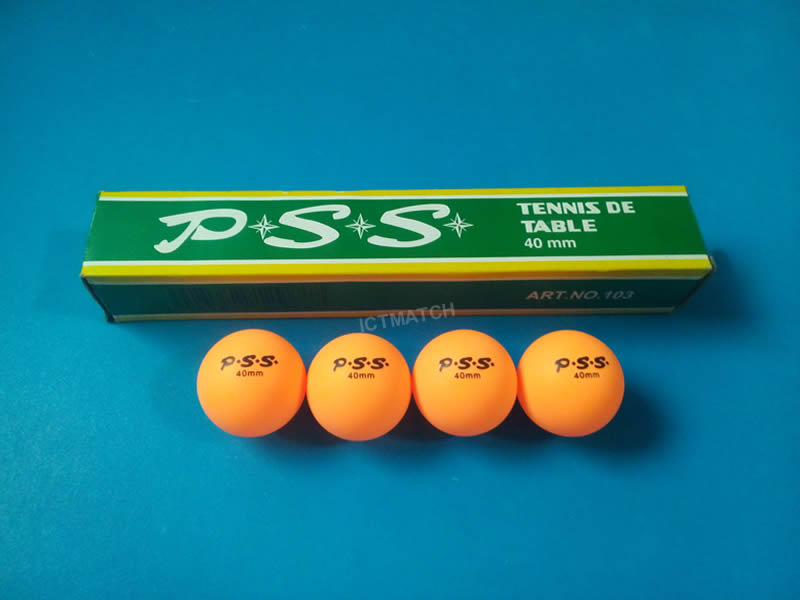 P.S.S.
TENNIS DE
TABLE
40 mm
ART.NO.103
ICTMATCH
P.S.S.
40mm
P.S.S.
40mm
P.S.S.
40mm
P.S.S.
40mm